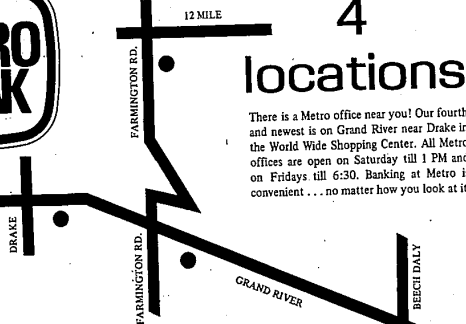 12 MILE
4
locations
FARMINGTON RD.
There is a Metro office near you! Our fourth
and newest is on Grand River near Drake in
the World Wide Shopping Center. All Metro
offices are open on Saturday till 1 PM and
on Fridays till 6:30. Banking at Metro is
convenient . . . no matter how you look at it
DRAKE
FARMINGTON RD.
GRAND RIVER
BEECH DALY